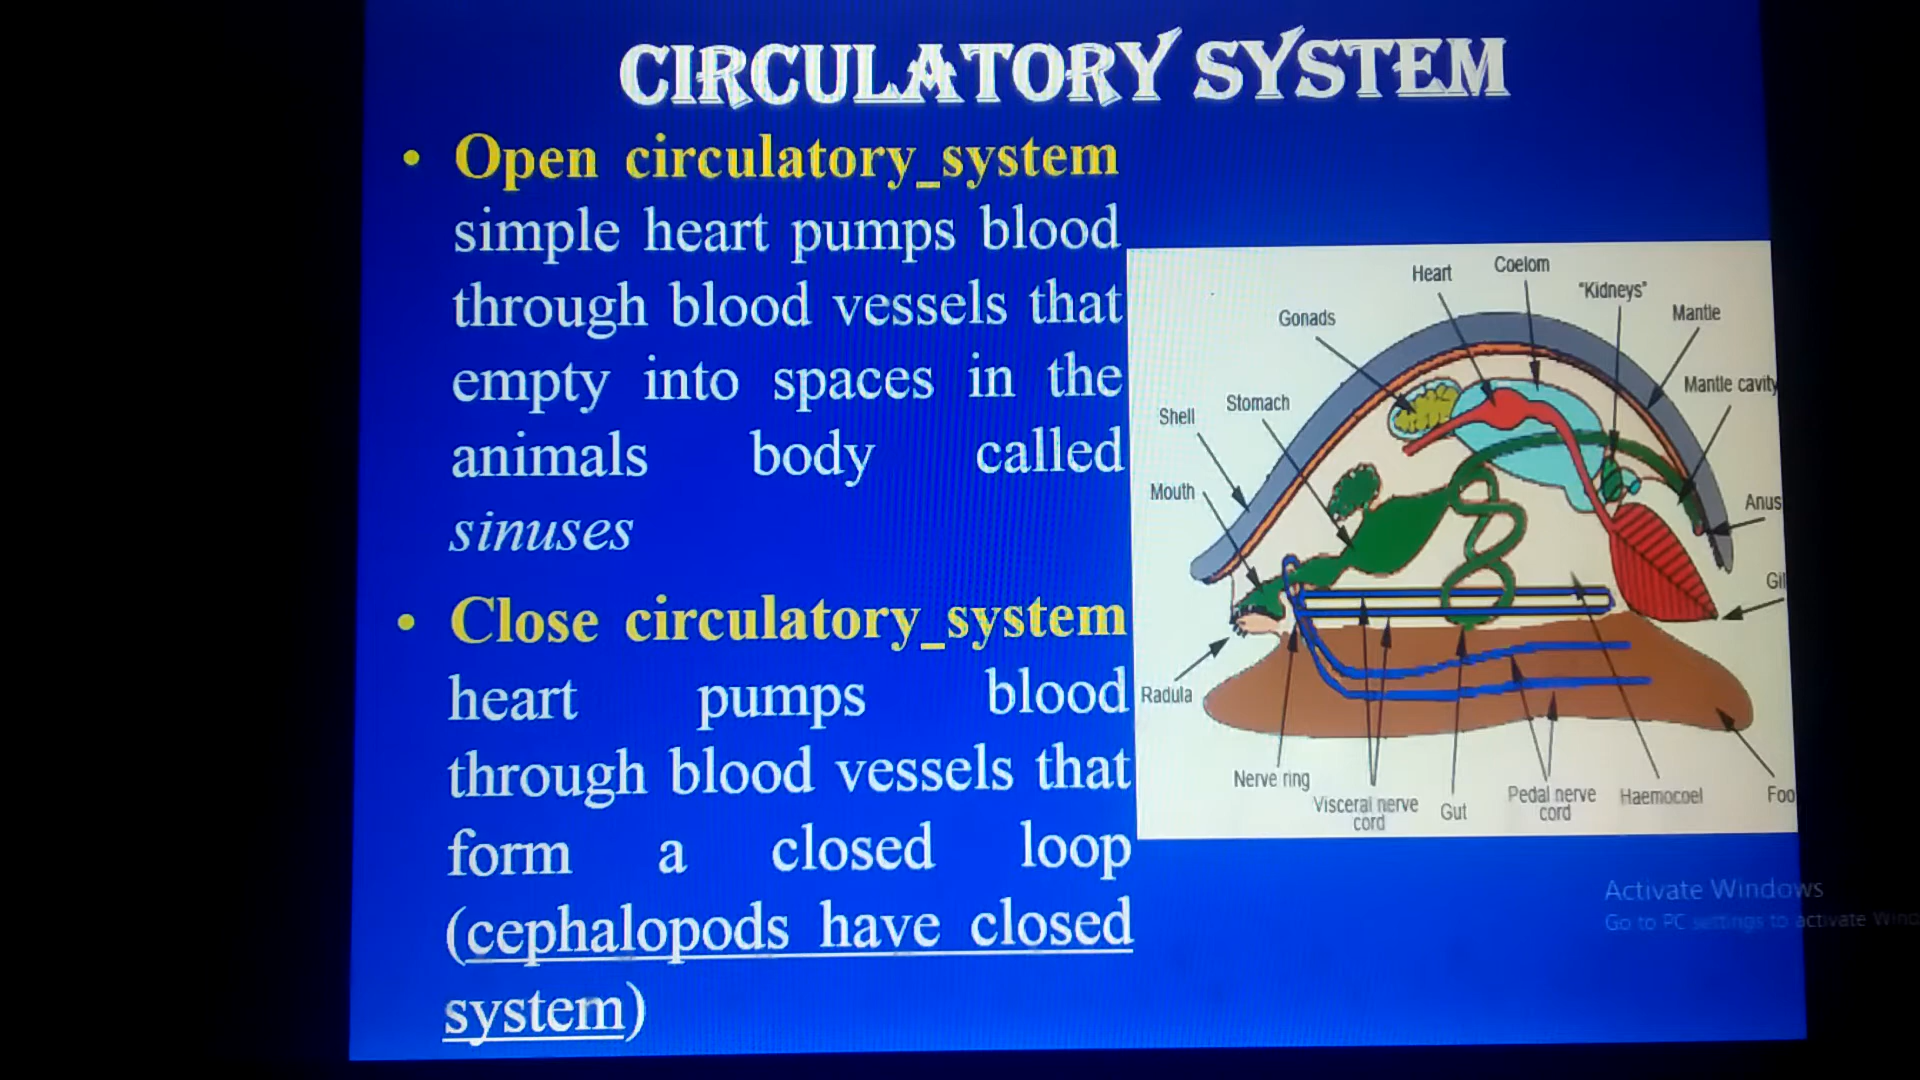 CIRCULATORY SYSTEM
• Open circulatory_system
simple heart pumps blood
through blood vessels that
empty into spaces in the
animals body called
sinuses
• Close circulatory_system
heart pumps blood
through blood vessels that
form a closed loop
(cephalopods have closed
system)
Heart
Coelom
"Kidneys"
Gonads
Mantle
Mantle cavity
Shell
Stomach
Mouth
Anus
Gil
Radula
Nerve ring
Visceral nerve
cord
Gut
Pedal nerve
cord
Haemocoel
Foo
Activate Windows
Go to PC settings to activate Windo